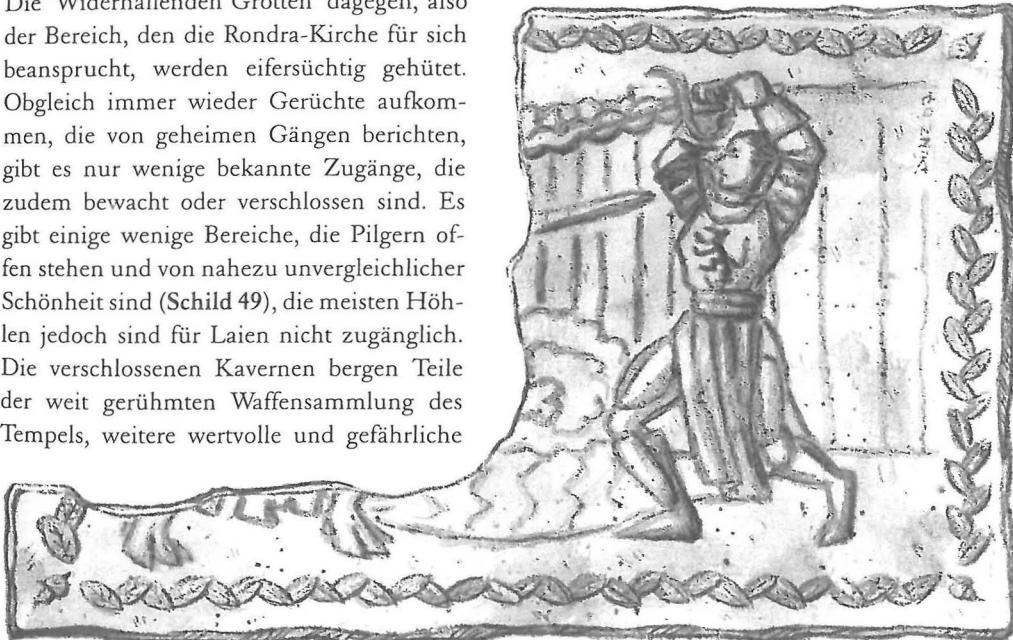 Die Widerhallenden Grotten dagegen, also
der Bereich, den die Rondra-Kirche für sich
beansprucht, werden eifersüchtig gehütet.
Obgleich immer wieder Gerüchte aufkom-
men, die von geheimen Gängen berichten,
gibt es nur wenige bekannte Zugänge, die
zudem bewacht oder verschlossen sind. Es
gibt einige wenige Bereiche, die Pilgern of-
fen stehen und von nahezu unvergleichlicher
Schönheit sind (Schild 49), die meisten Höh-
len jedoch sind für Laien nicht zugänglich.
Die verschlossenen Kavernen bergen Teile
der weit gerühmten Waffensammlung des
Tempels, weitere wertvolle und gefährliche